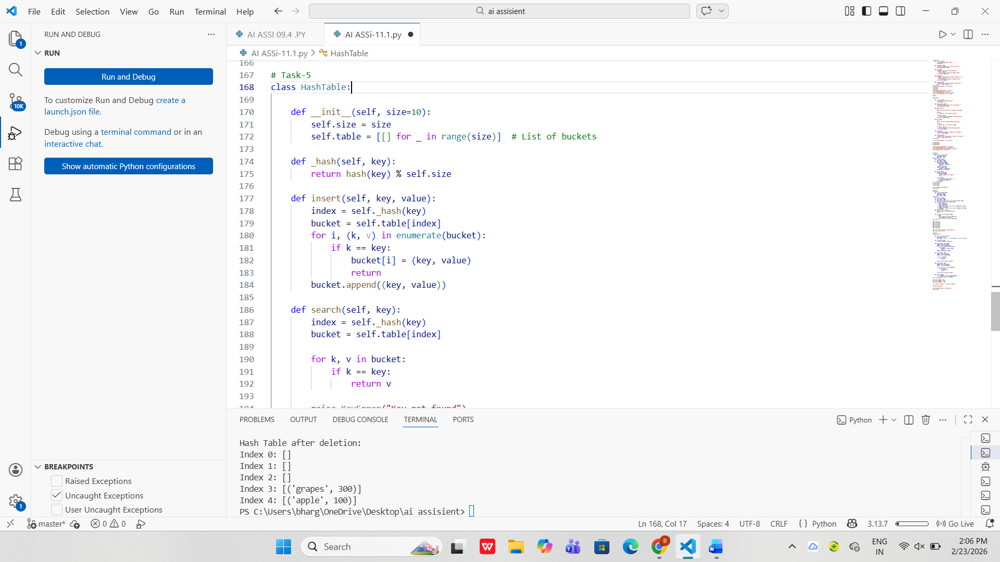 File Edit Selection View Go Run Terminal Help
ai assisient
RUN AND DEBUG
RUN
Run and Debug
To customize Run and Debug create a
launch.json file.
Debug using a terminal command or in an
interactive chat.
Show automatic Python configurations
BREAKPOINTS
Raised Exceptions
Uncaught Exceptions
User Uncaught Exceptions
1
10K
1
AI ASSI 09.4 .PY
AI ASSi-11.1.py
AI ASSi-11.1.py > HashTable
166
167 # Task-5
168 class HashTable:
169
170 def __init__(self, size=10):
171 self.size = size
172 self.table = [[] for _ in range(size)]  # List of buckets
173
174 def _hash(self, key):
175 return hash(key) % self.size
176
177 def insert(self, key, value):
178 index = self._hash(key)
179 bucket = self.table[index]
180 for i, (k, v) in enumerate(bucket):
181 if k == key:
182 bucket[i] = (key, value)
183 return
184 bucket.append((key, value))
185
186 def search(self, key):
187 index = self._hash(key)
188 bucket = self.table[index]
189
190 for k, v in bucket:
191 if k == key:
192 return v
193
194 raise KeyError("Key not found")
PROBLEMS OUTPUT DEBUG CONSOLE TERMINAL PORTS
Python
Hash Table after deletion:
Index 0: []
Index 1: []
Index 2: []
Index 3: [('grapes', 300)]
Index 4: [('apple', 100)]
PS C:\Users\bharg\OneDrive\Desktop\ai assisient>
master* 0 0
Ln 168, Col 17 Spaces: 4 UTF-8 CRLF { } Python 3.13.7 Go Live
Search
ENG
IN
2:06 PM
2/23/2026